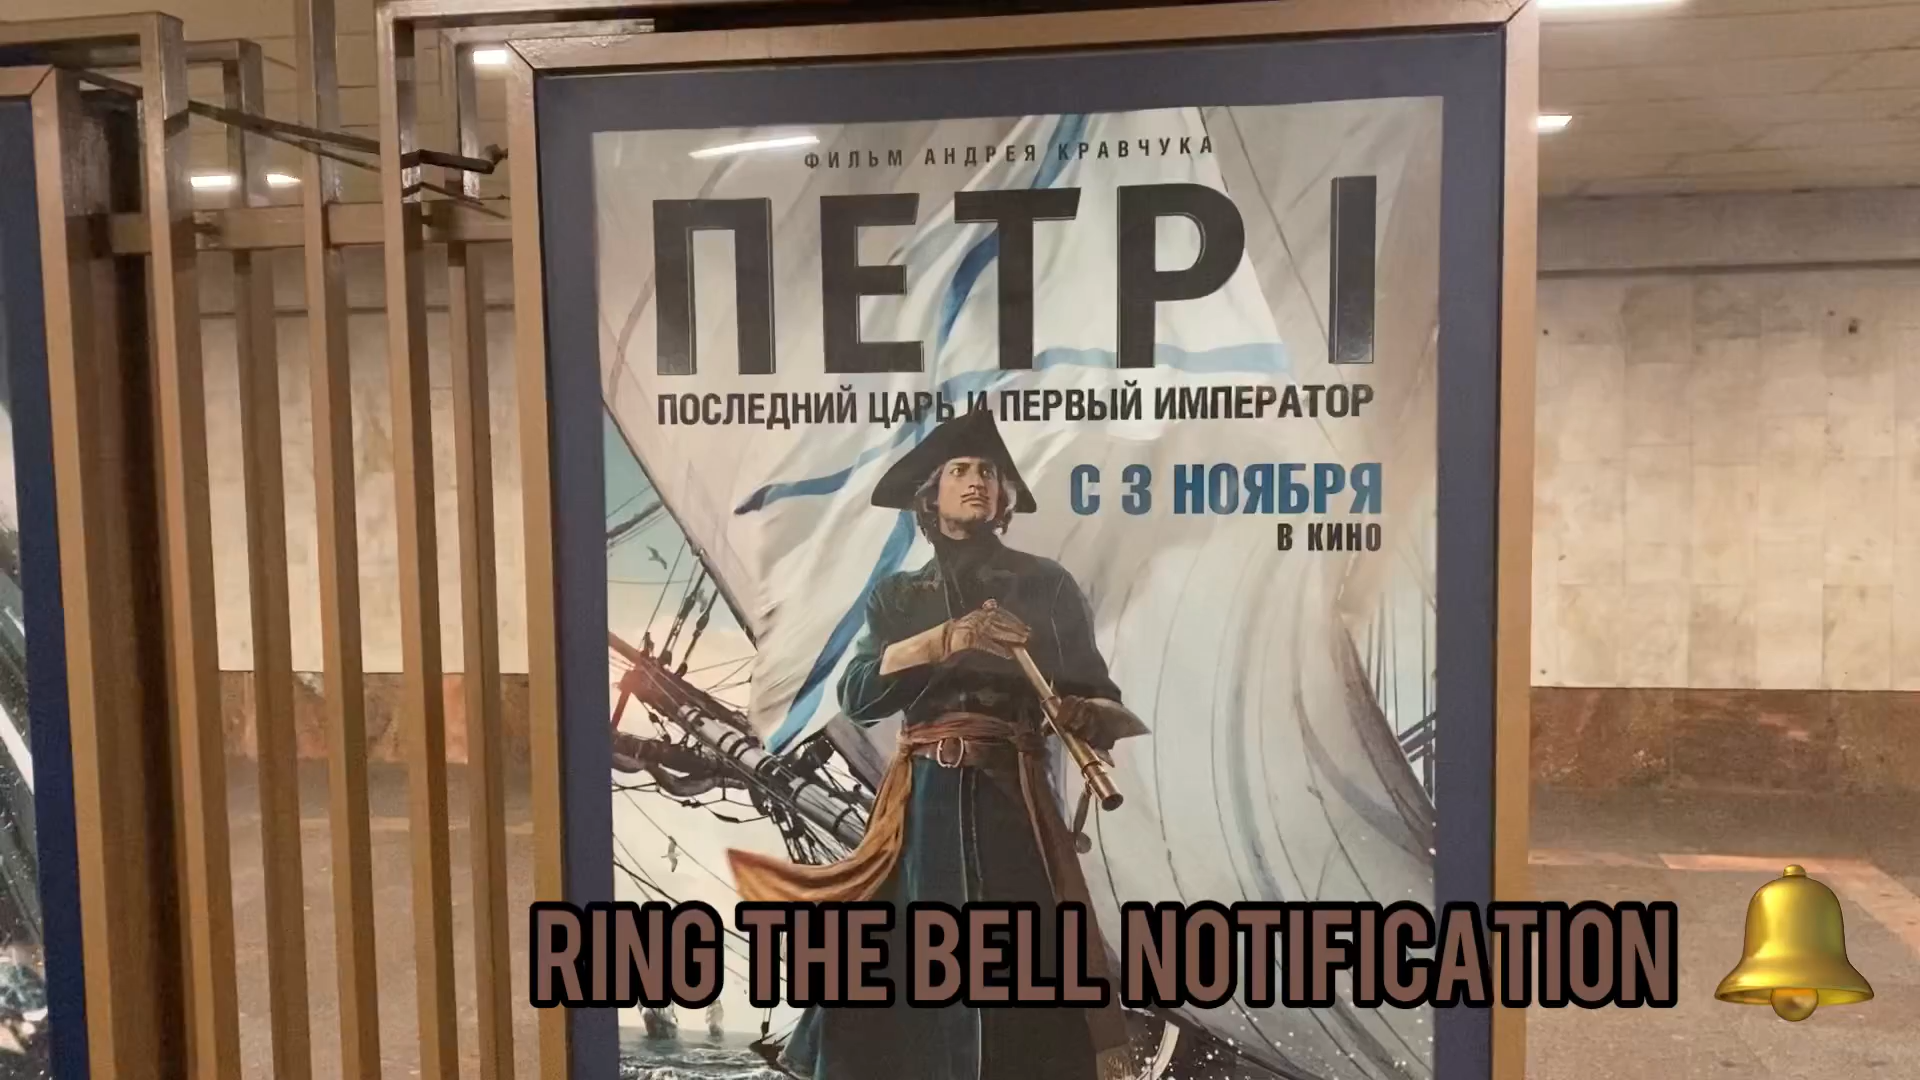 ФИЛЬМ АНДРЕЯ КРАВЧУКА
ПЕТР I
ПОСЛЕДНИЙ ЦАРЬ И ПЕРВЫЙ ИМПЕРАТОР
С 3 НОЯБРЯ
В КИНО
RING THE BELL NOTIFICATION